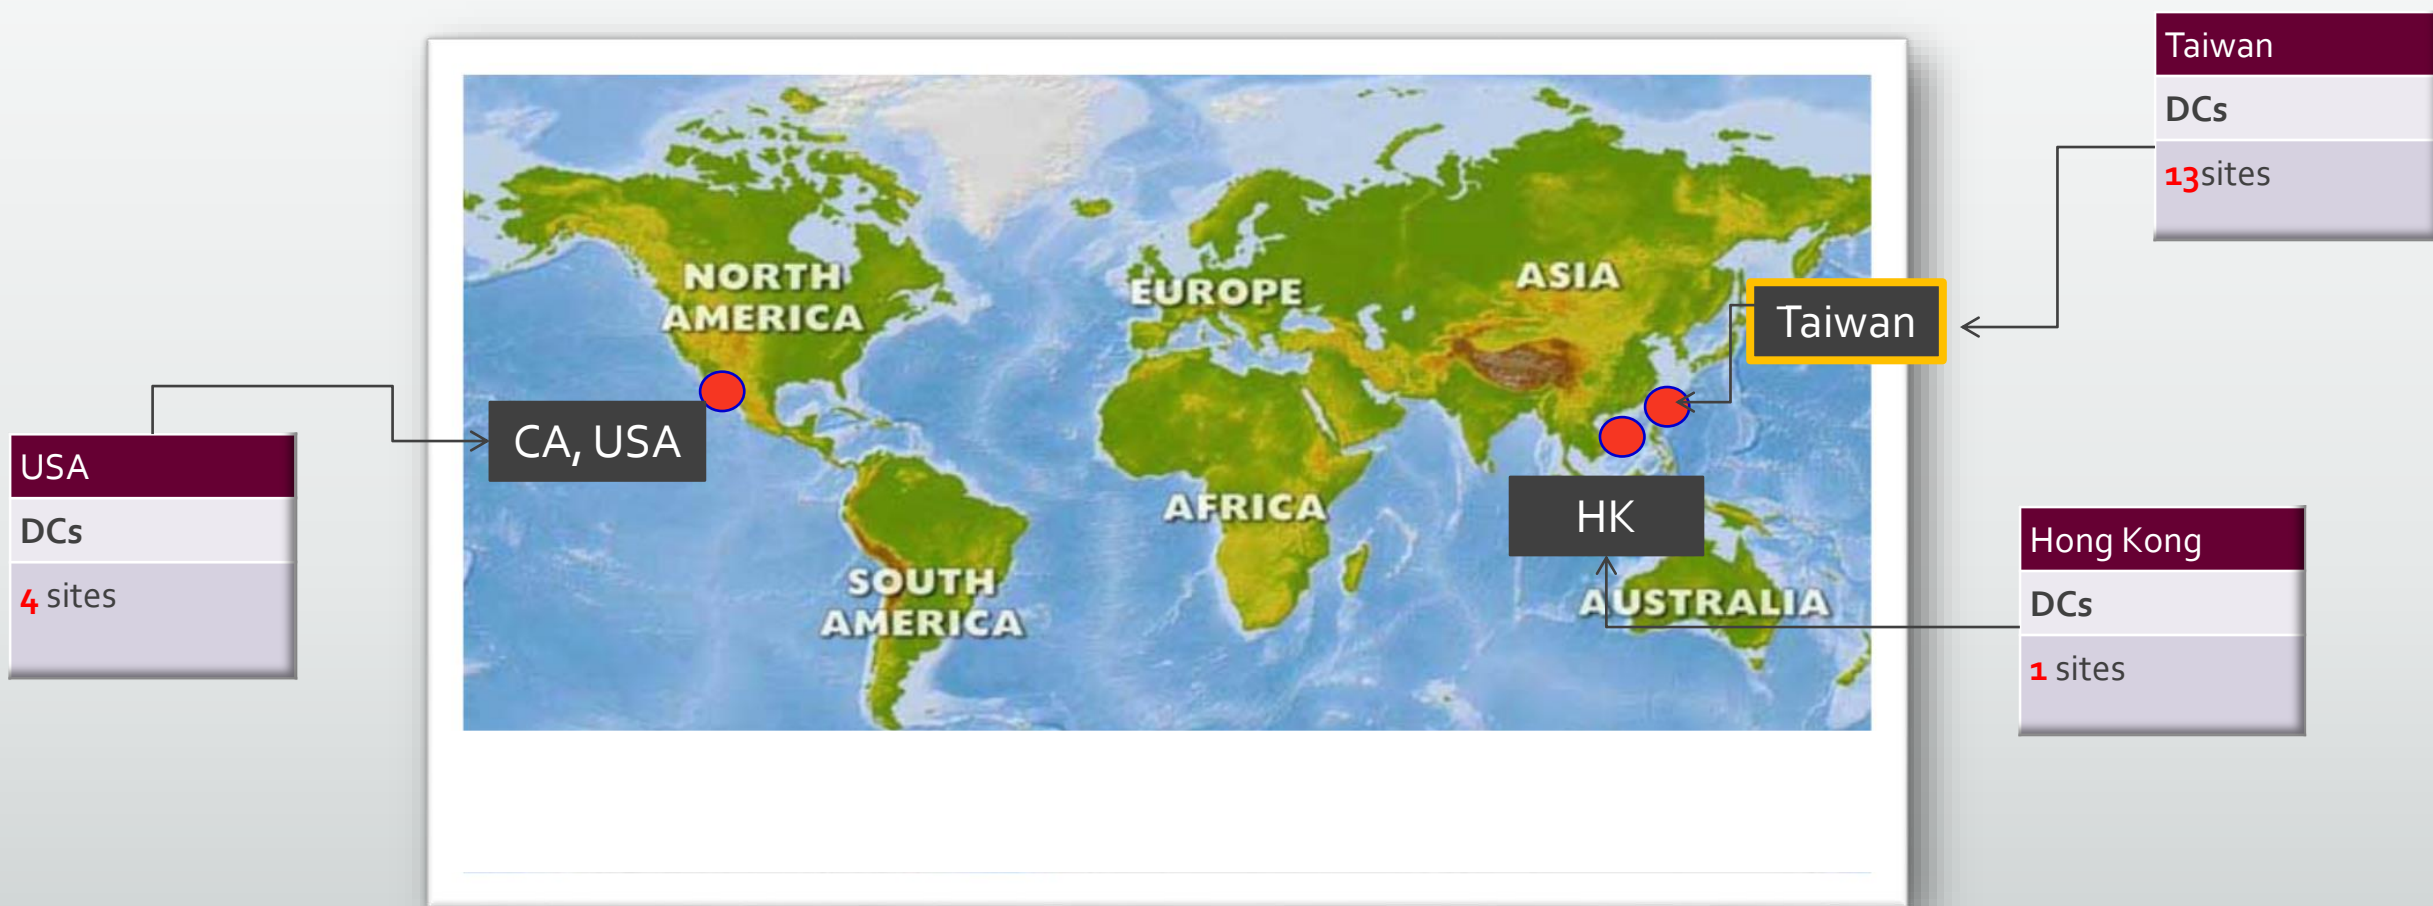 Taiwan
DCs
13sites
NORTH
AMERICA
EUROPE
ASIA
Taiwan
CA, USA
USA
DCs
4 sites
AFRICA
HK
SOUTH
AMERICA
AUSTRALIA
Hong Kong
DCs
1 sites